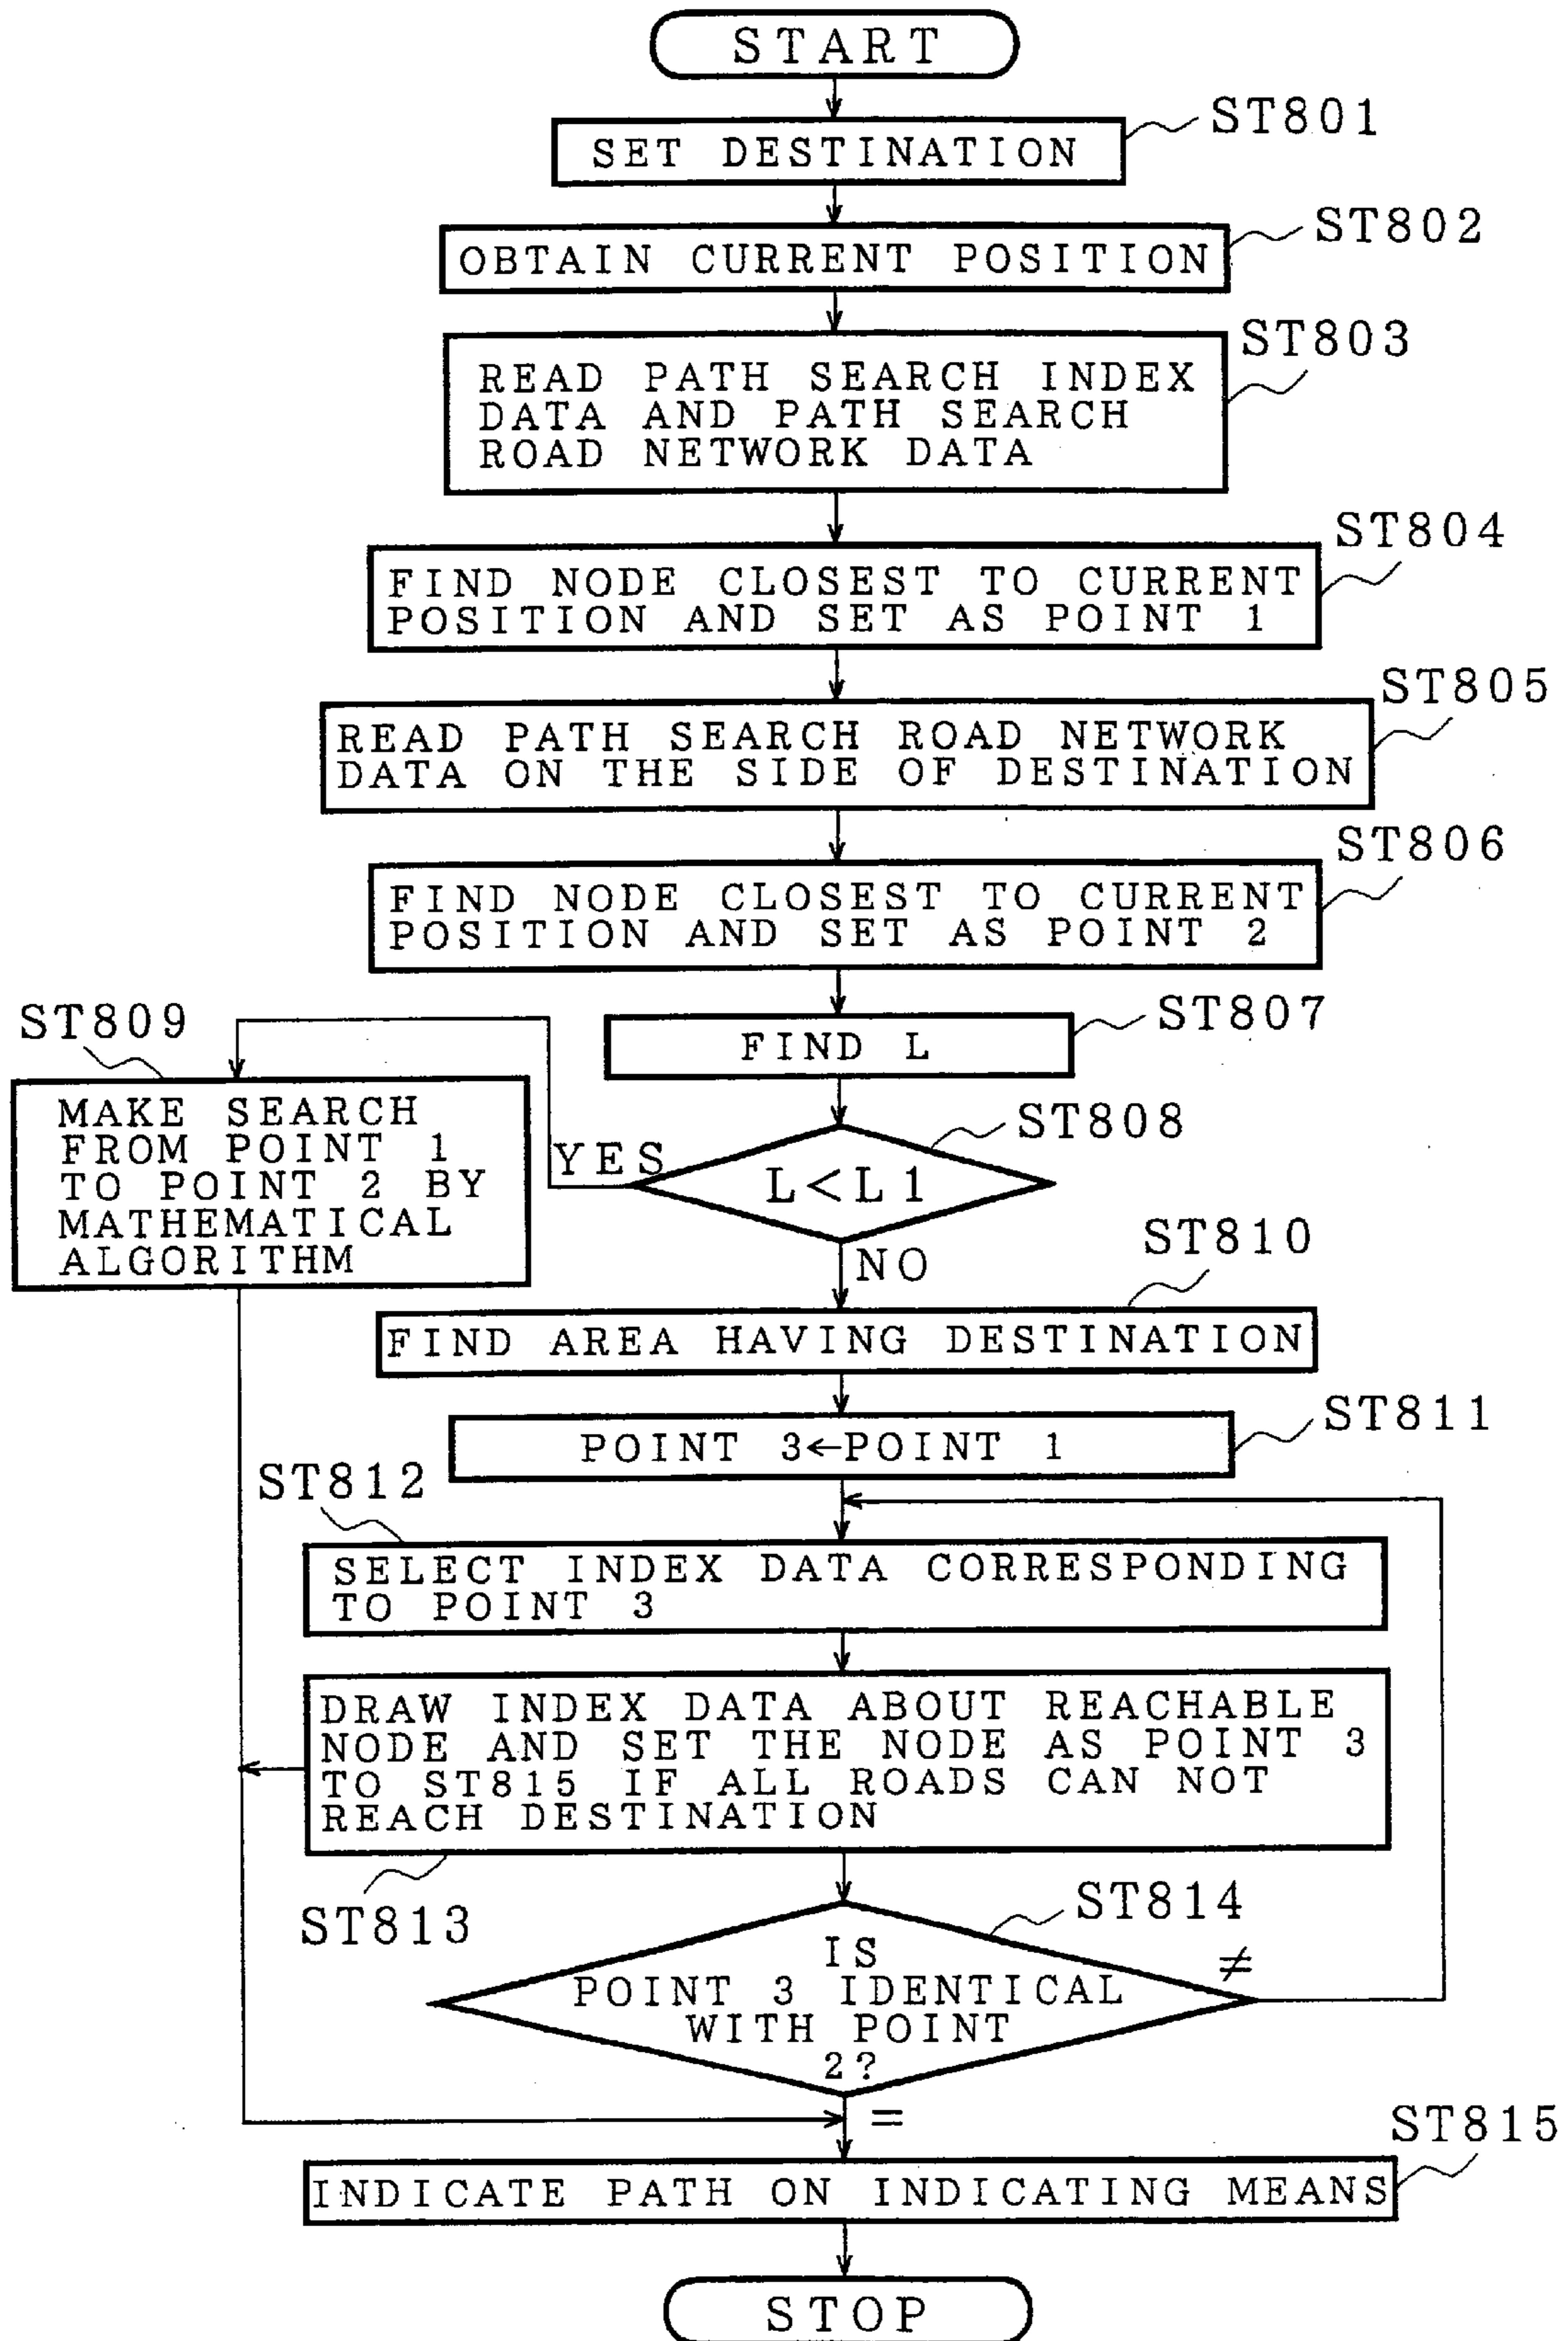 START
ST801
SET DESTINATION
ST802
OBTAIN CURRENT POSITION
ST803
READ PATH SEARCH INDEX
DATA AND PATH SEARCH
ROAD NETWORK DATA
ST804
FIND NODE CLOSEST TO CURRENT
POSITION AND SET AS POINT 1
ST805
READ PATH SEARCH ROAD NETWORK
DATA ON THE SIDE OF DESTINATION
ST806
FIND NODE CLOSEST TO CURRENT
POSITION AND SET AS POINT 2
ST807
FIND L
ST808
L<L1
YES
NO
ST809
MAKE SEARCH
FROM POINT 1
TO POINT 2 BY
MATHEMATICAL
ALGORITHM
ST810
FIND AREA HAVING DESTINATION
ST811
POINT 3←POINT 1
ST812
SELECT INDEX DATA CORRESPONDING
TO POINT 3
DRAW INDEX DATA ABOUT REACHABLE
NODE AND SET THE NODE AS POINT 3
TO ST815 IF ALL ROADS CAN NOT
REACH DESTINATION
ST813
ST814
IS
POINT 3 IDENTICAL
WITH POINT
2?
≠
=
ST815
INDICATE PATH ON INDICATING MEANS
STOP